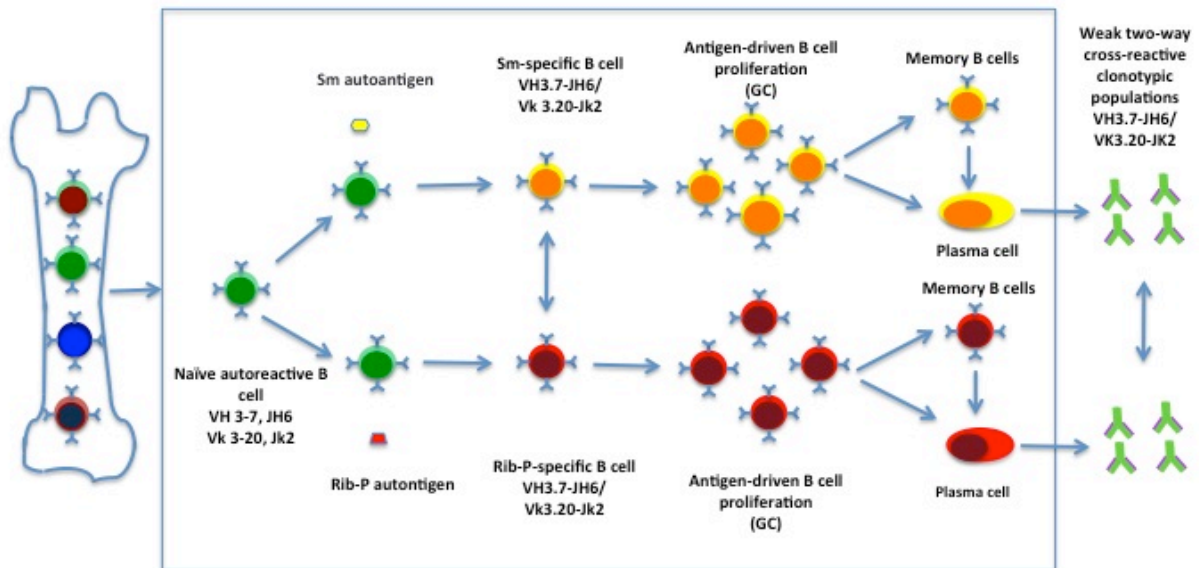 Sm autoantigen
Sm-specific B cell
VH3.7-JH6/
Vk 3.20-Jk2
Antigen-driven B cell
proliferation
(GC)
Memory B cells
Plasma cell
Weak two-way
cross-reactive
clonotypic
populations
VH3.7-JH6/
VK3.20-JK2
Naïve autoreactive B
cell
VH 3-7, JH6
Vk 3-20, Jk2
Rib-P autontigen
Rib-P-specific B cell
VH3.7-JH6/
Vk3.20-Jk2
Antigen-driven B cell
proliferation
(GC)
Memory B cells
Plasma cell